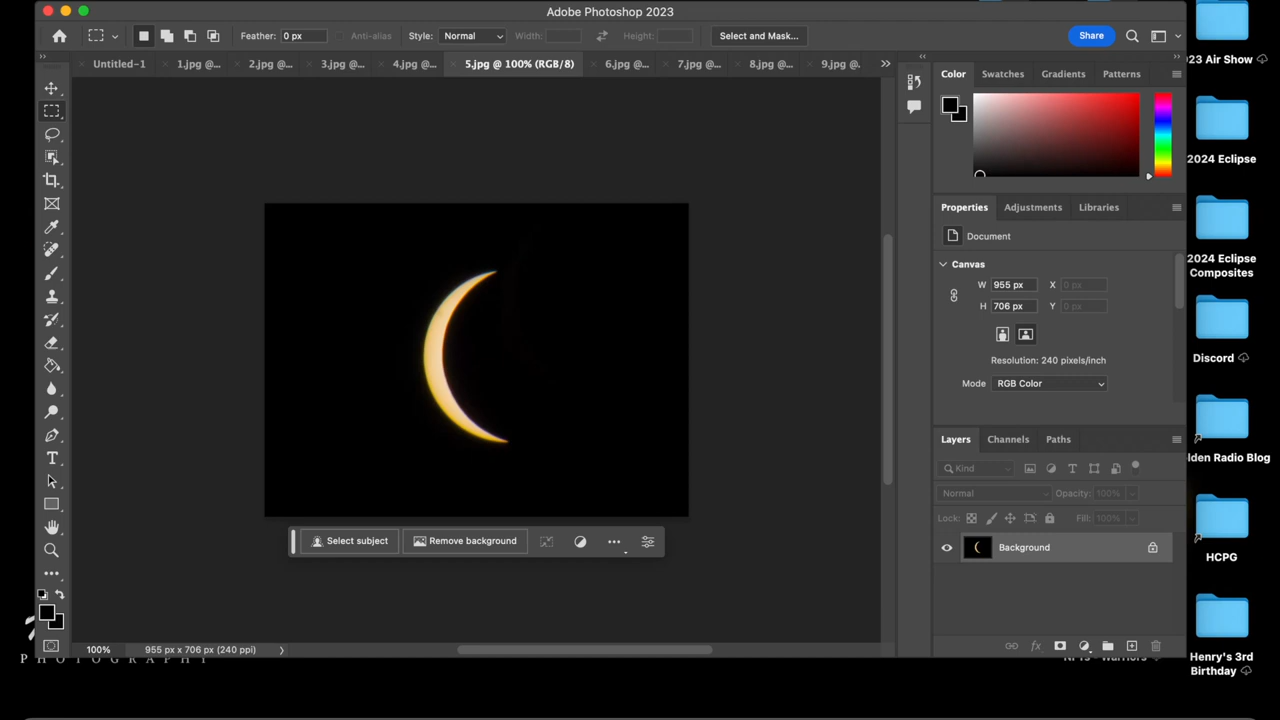 Adobe Photoshop 2023
Feather: 0 px Anti-alias Style: Normal Width: Height: Select and Mask... Share
Untitled-1 1.jpg @... 2.jpg @... 3.jpg @... 4.jpg @... 5.jpg @ 100% (RGB/8) 6.jpg @... 7.jpg @... 8.jpg @... 9.jpg @.
Color Swatches Gradients Patterns
Properties Adjustments Libraries
Document
Canvas
W 955 px X 0 px
H 706 px Y 0 px
Resolution: 240 pixels/inch
Mode RGB Color
Layers Channels Paths
Kind
Normal Opacity: 100%
Lock: Fill: 100%
Background
Select subject Remove background
100% 955 px x 706 px (240 ppi)
PHOTOGRAPHY
23 Air Show
2024 Eclipse
2024 Eclipse
Composites
Discord
lden Radio Blog
HCPG
Henry's 3rd
Birthday